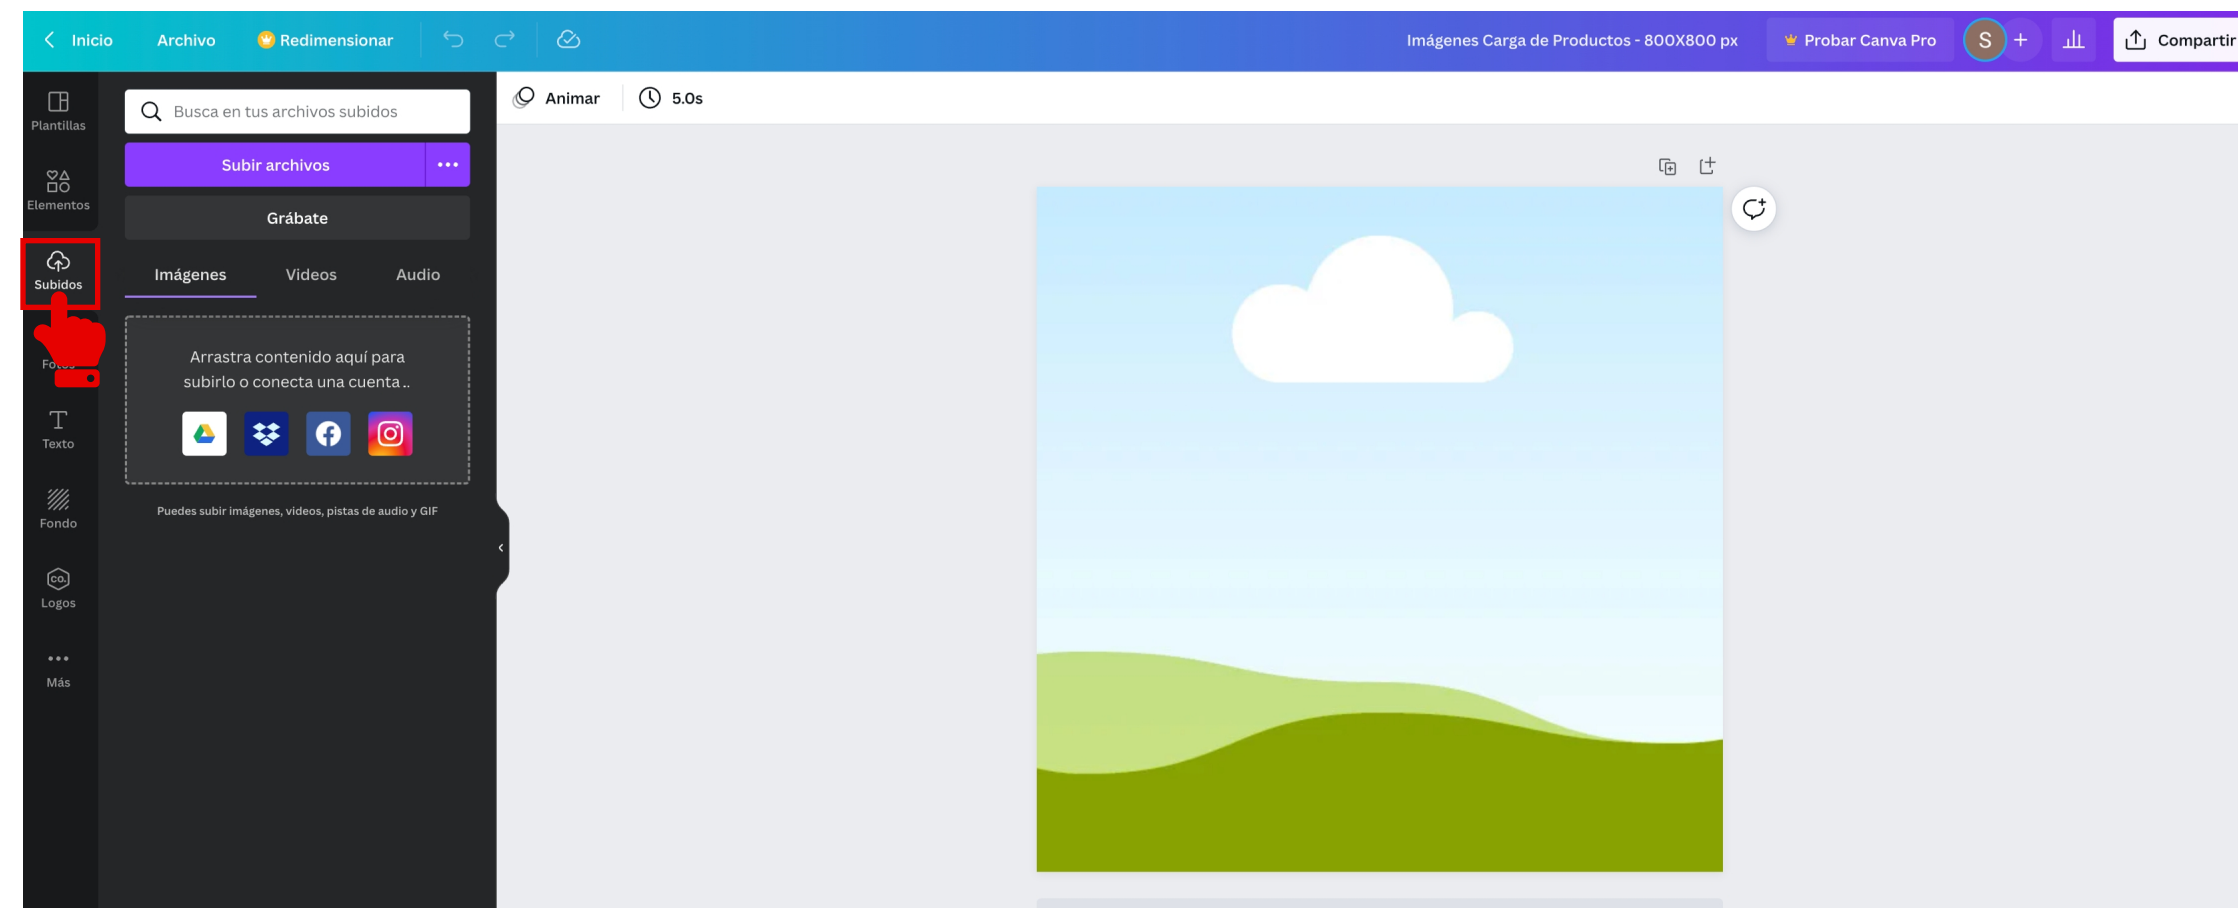 Inicio
Archivo
Redimensionar
Imágenes Carga de Productos - 800X800 px
Probar Canva Pro
S
Compartir
Plantillas
Elementos
Subidos
Fotos
Texto
Fondo
CO.
Logos
Más
Busca en tus archivos subidos
Subir archivos
Grábate
Imágenes Videos Audio
Arrastra contenido aquí para
subirlo o conecta una cuenta ..
Puedes subir imágenes, videos, pistas de audio y GIF
Animar
5.0s